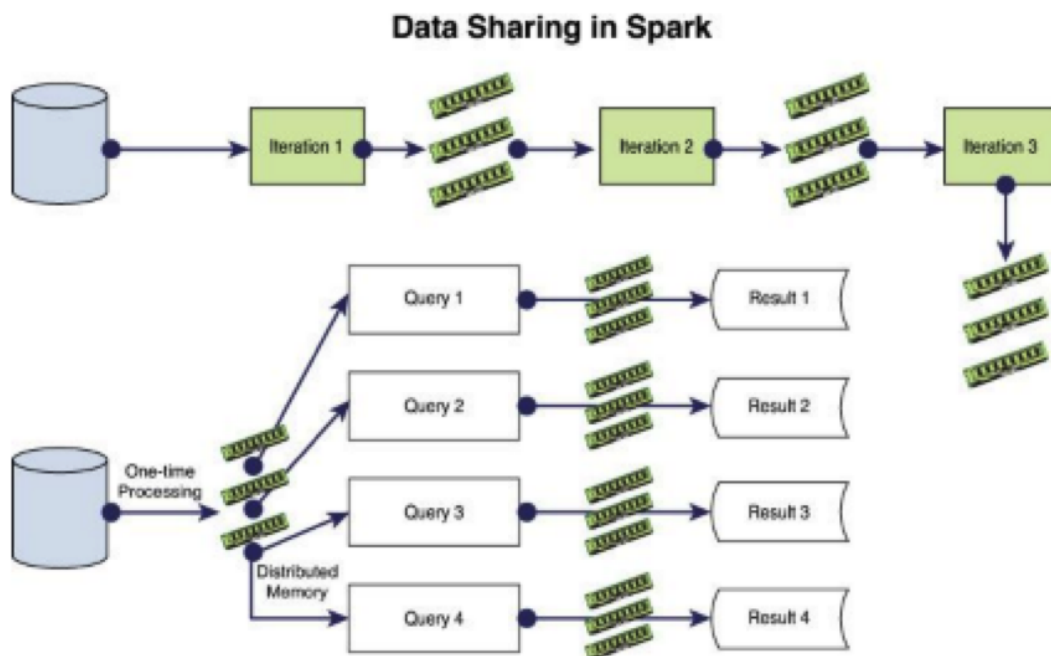 Data Sharing in Spark
Iteration 1
Iteration 2
Iteration 3
Query 1
Result 1
Query 2
Result 2
One-time
Processing
Query 3
Result 3
Distributed
Memory
Query 4
Result 4